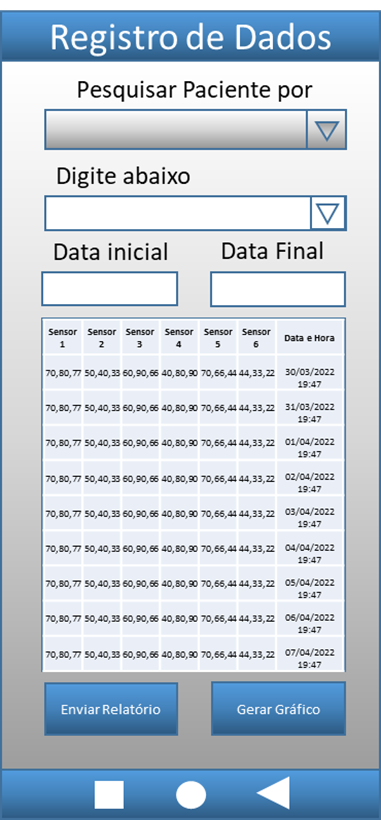 Registro de Dados
Pesquisar Paciente por
Digite abaixo
Data inicial Data Final
Sensor 1 Sensor 2 Sensor 3 Sensor 4 Sensor 5 Sensor 6 Data e Hora
70,80,77 50,40,33 60,90,66 40,80,90 70,66,44 44,33,22 30/03/2022 19:47
70,80,77 50,40,33 60,90,66 40,80,90 70,66,44 44,33,22 31/03/2022 19:47
70,80,77 50,40,33 60,90,66 40,80,90 70,66,44 44,33,22 01/04/2022 19:47
70,80,77 50,40,33 60,90,66 40,80,90 70,66,44 44,33,22 02/04/2022 19:47
70,80,77 50,40,33 60,90,66 40,80,90 70,66,44 44,33,22 03/04/2022 19:47
70,80,77 50,40,33 60,90,66 40,80,90 70,66,44 44,33,22 04/04/2022 19:47
70,80,77 50,40,33 60,90,66 40,80,90 70,66,44 44,33,22 05/04/2022 19:47
70,80,77 50,40,33 60,90,66 40,80,90 70,66,44 44,33,22 06/04/2022 19:47
70,80,77 50,40,33 60,90,66 40,80,90 70,66,44 44,33,22 07/04/2022 19:47
Enviar Relatório Gerar Gráfico